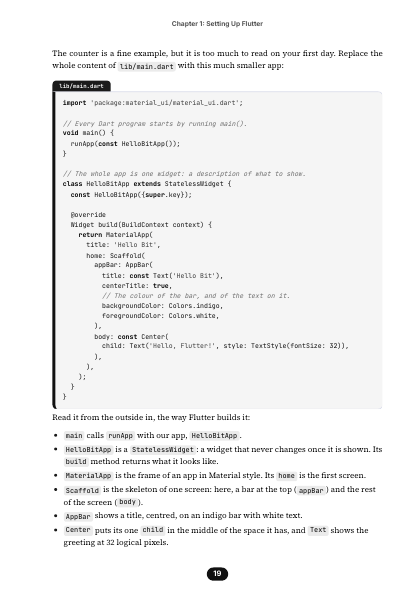 Chapter 1: Setting Up Flutter
The counter is a fine example, but it is too much to read on your first day. Replace the
whole content of lib/main.dart with this much smaller app:
lib/main.dart
import 'package:material_ui/material_ui.dart';
// Every Dart program starts by running main().
void main() {
  runApp(const HelloBitApp());
}
// The whole app is one widget: a description of what to show.
class HelloBitApp extends StatelessWidget {
  const HelloBitApp({super.key});
  @override
  Widget build(BuildContext context) {
    return MaterialApp(
      title: 'Hello Bit',
      home: Scaffold(
        appBar: AppBar(
          title: const Text('Hello Bit'),
          centerTitle: true,
          // The colour of the bar, and of the text on it.
          backgroundColor: Colors.indigo,
          foregroundColor: Colors.white,
        ),
        body: const Center(
          child: Text('Hello, Flutter!', style: TextStyle(fontSize: 32)),
        ),
      ),
    );
  }
}
Read it from the outside in, the way Flutter builds it:
• main calls runApp with our app, HelloBitApp.
• HelloBitApp is a StatelessWidget: a widget that never changes once it is shown. Its
build method returns what it looks like.
• MaterialApp is the frame of an app in Material style. Its home is the first screen.
• Scaffold is the skeleton of one screen: here, a bar at the top (appBar) and the rest
of the screen (body).
• AppBar shows a title, centred, on an indigo bar with white text.
• Center puts its one child in the middle of the space it has, and Text shows the
greeting at 32 logical pixels.
19